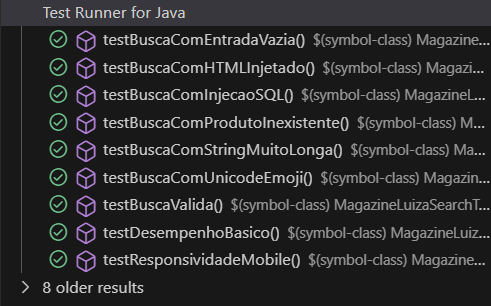 Test Runner for Java
testBuscaComEntradaVazia() $(symbol-class) Magazine...
testBuscaComHTMLInjetado() $(symbol-class) Magazi...
testBuscaComInjecaoSQL() $(symbol-class) MagazineL...
testBuscaComProdutoInexistente() $(symbol-class) M...
testBuscaComStringMuitoLonga() $(symbol-class) Ma...
testBuscaComUnicodeEmoji() $(symbol-class) Magazin...
testBuscaValida() $(symbol-class) MagazineLuizaSearchT...
testDesempenhoBasico() $(symbol-class) MagazineLuiz...
testResponsividadeMobile() $(symbol-class) Magazine...
8 older results